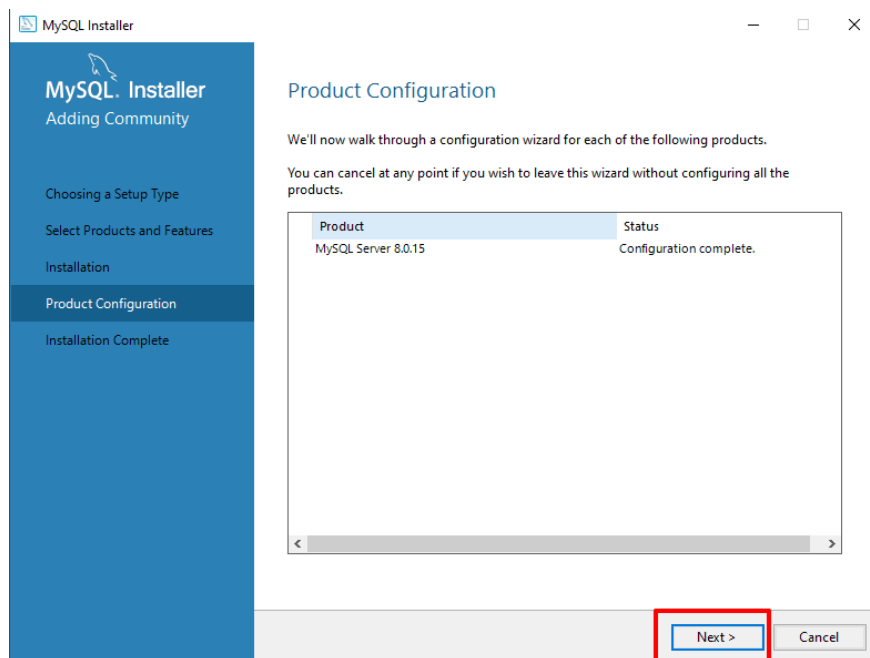 MySQL Installer
MySQL. Installer
Adding Community
Choosing a Setup Type
Select Products and Features
Installation
Product Configuration
Installation Complete
Product Configuration
We'll now walk through a configuration wizard for each of the following products.
You can cancel at any point if you wish to leave this wizard without configuring all the
products.
Product Status
MySQL Server 8.0.15 Configuration complete.
Next > Cancel